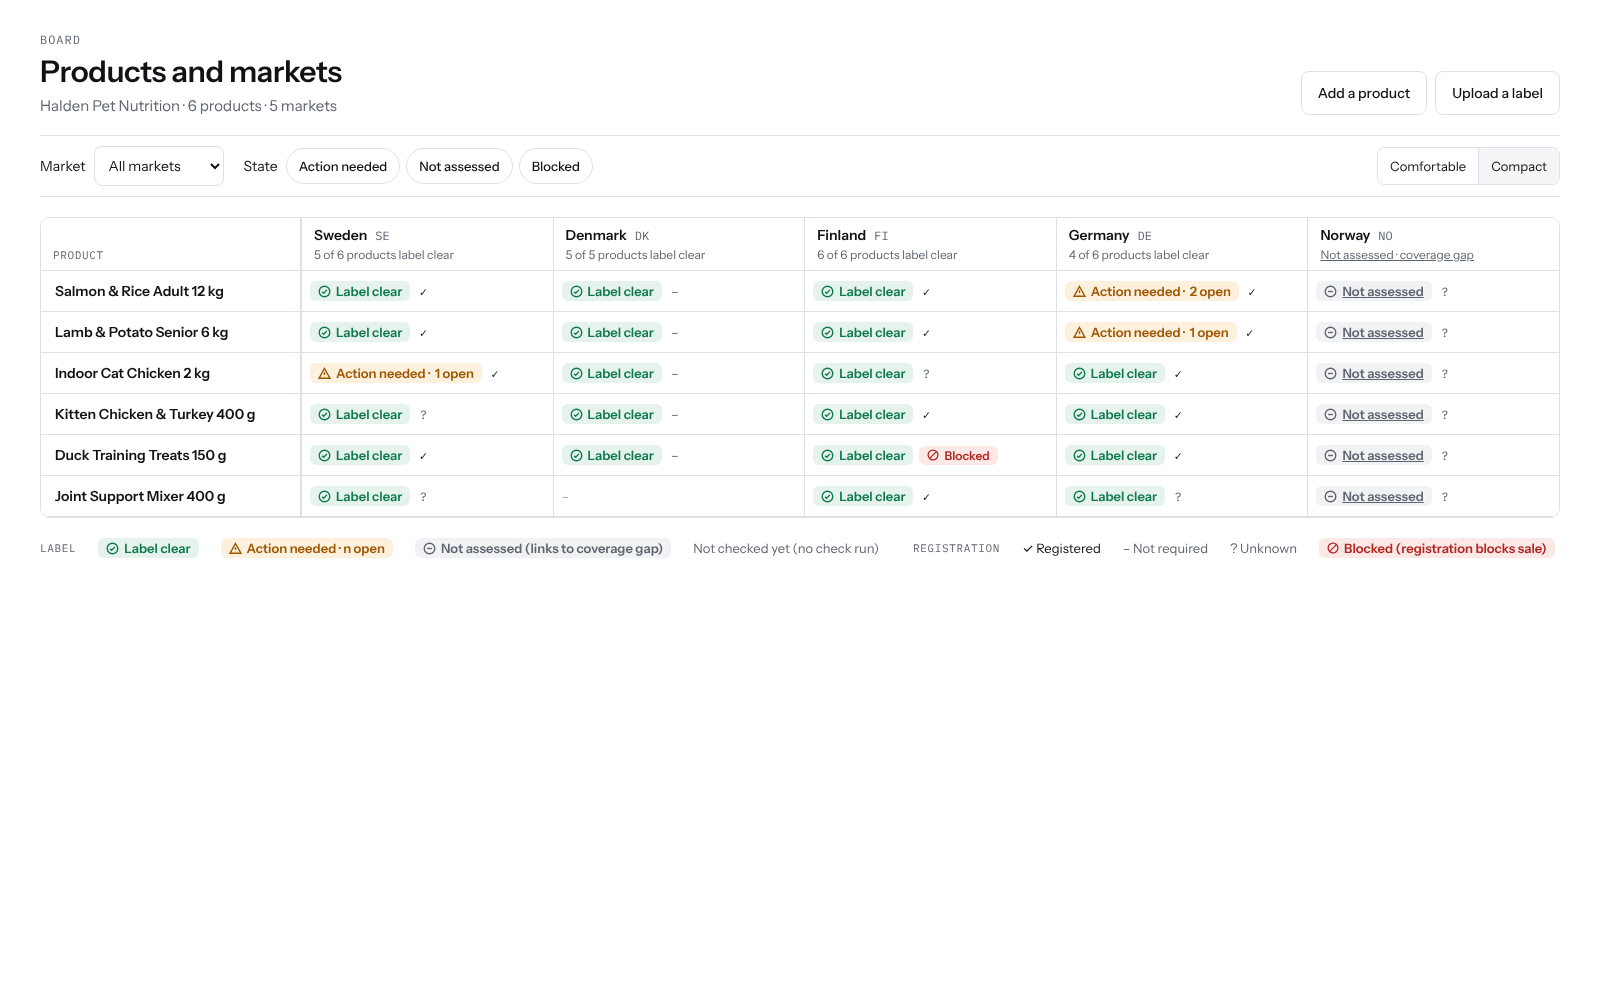 BOARD
Products and markets
Halden Pet Nutrition · 6 products · 5 markets
Add a product
Upload a label
Market
All markets
State
Action needed
Not assessed
Blocked
Comfortable
Compact
PRODUCT
Sweden SE
5 of 6 products label clear
Denmark DK
5 of 5 products label clear
Finland FI
6 of 6 products label clear
Germany DE
4 of 6 products label clear
Norway NO
Not assessed · coverage gap
Salmon & Rice Adult 12 kg
Label clear ✓
Label clear –
Label clear ✓
Action needed · 2 open ✓
Not assessed ?
Lamb & Potato Senior 6 kg
Label clear ✓
Label clear –
Label clear ✓
Action needed · 1 open ✓
Not assessed ?
Indoor Cat Chicken 2 kg
Action needed · 1 open ✓
Label clear –
Label clear ?
Label clear ✓
Not assessed ?
Kitten Chicken & Turkey 400 g
Label clear ?
Label clear –
Label clear ✓
Label clear ✓
Not assessed ?
Duck Training Treats 150 g
Label clear ✓
Label clear –
Label clear Blocked
Label clear ✓
Not assessed ?
Joint Support Mixer 400 g
Label clear ?
–
Label clear ✓
Label clear ?
Not assessed ?
LABEL Label clear Action needed · n open Not assessed (links to coverage gap) Not checked yet (no check run) REGISTRATION ✓ Registered – Not required ? Unknown Blocked (registration blocks sale)